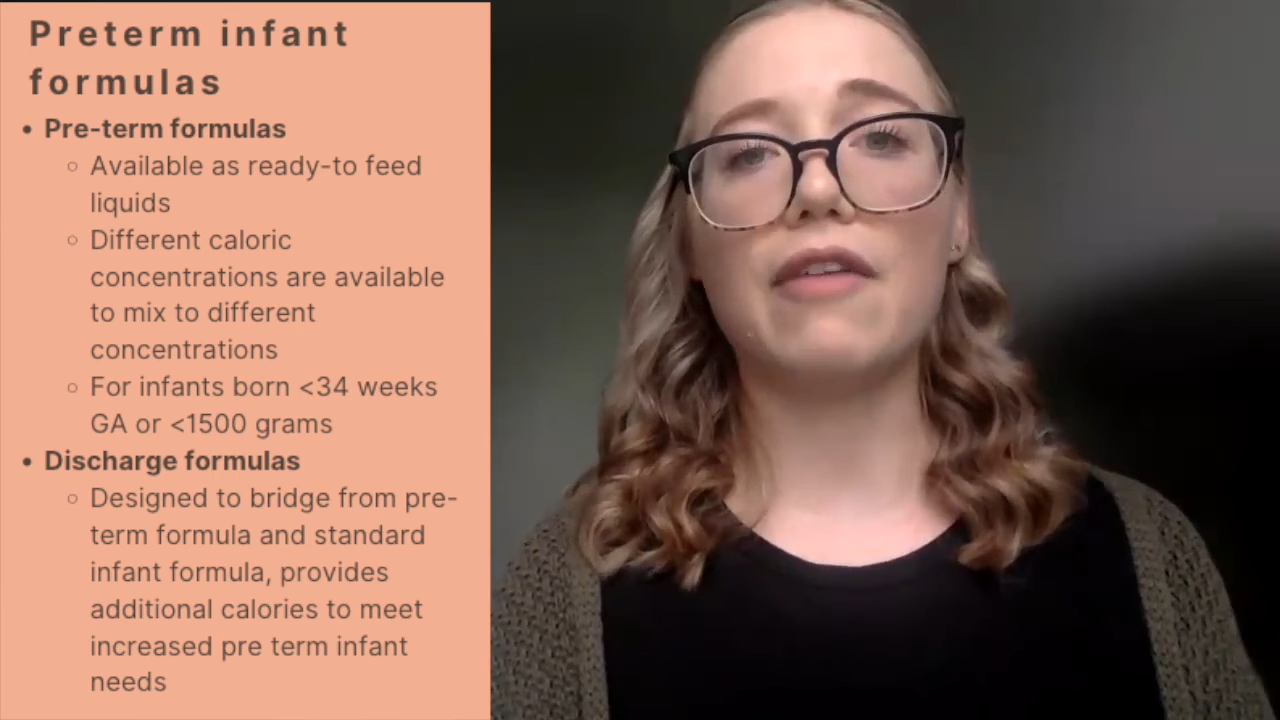 Preterm infant
formulas
• Pre-term formulas
◦ Available as ready-to feed
liquids
◦ Different caloric
concentrations are available
to mix to different
concentrations
◦ For infants born <34 weeks
GA or <1500 grams
• Discharge formulas
◦ Designed to bridge from pre-
term formula and standard
infant formula, provides
additional calories to meet
increased pre term infant
needs